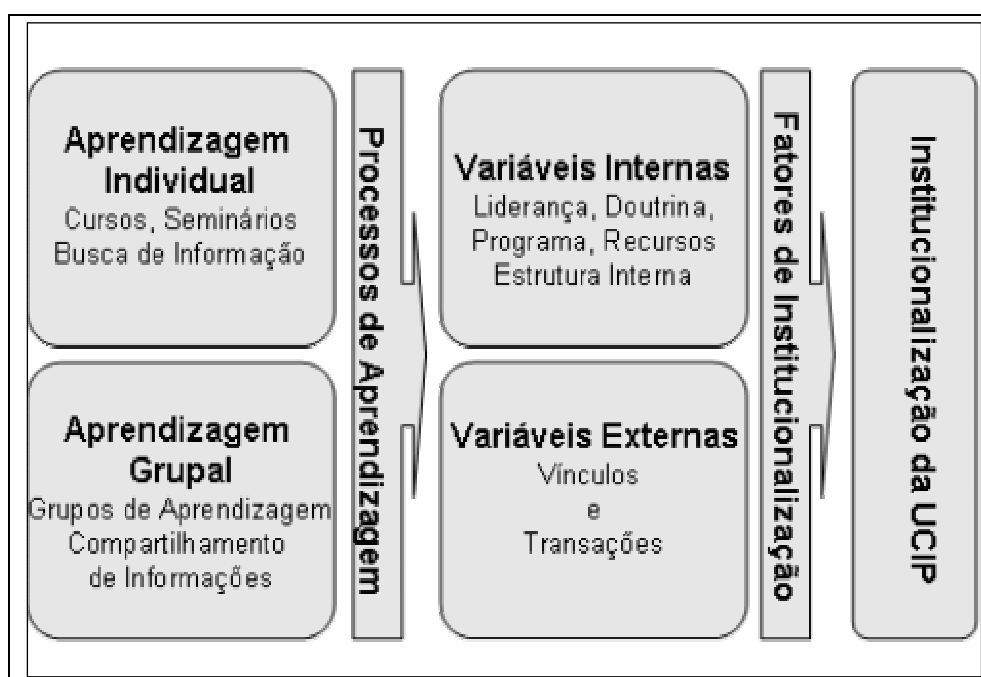 Aprendizagem
Individual
Cursos, Seminários
Busca de Informação
Aprendizagem
Grupal
Grupos de Aprendizagem
Compartilhamento
de Informações
Processos de Aprendizagem
Variáveis Internas
Liderança, Doutrina,
Programa, Recursos
Estrutura Interna
Variáveis Externas
Vínculos
e
Transações
Fatores de Institucionalização
Institucionalização da UCIP